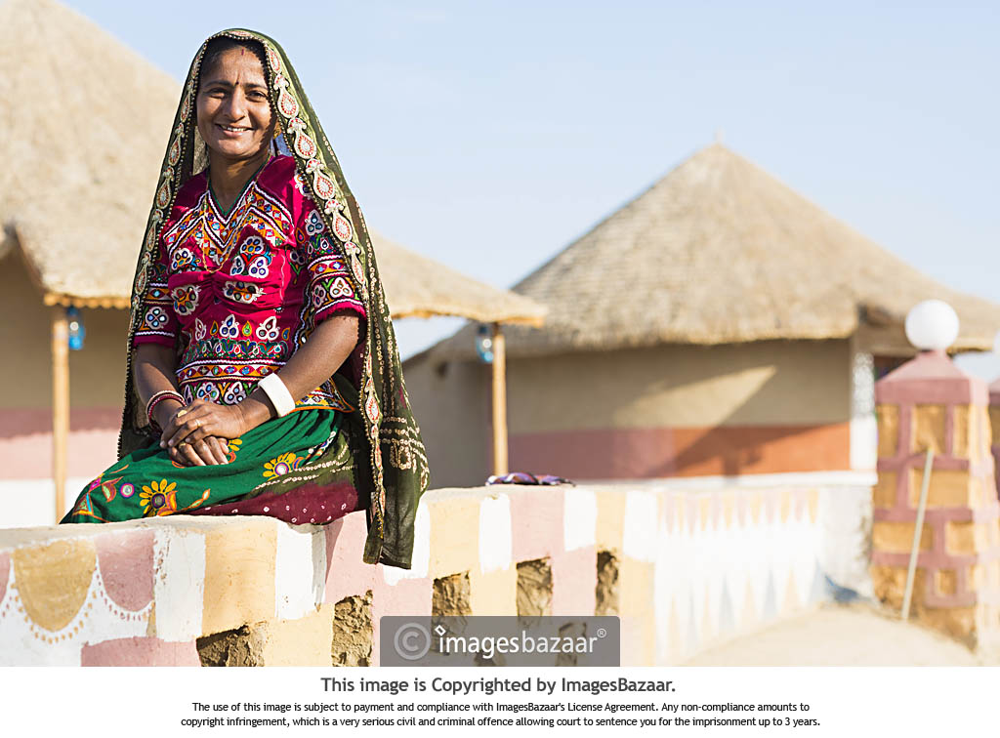 © imagesbazaar®
This image is Copyrighted by ImagesBazaar.
The use of this image is subject to payment and compliance with ImagesBazaar's License Agreement. Any non-compliance amounts to
copyright infringement, which is a very serious civil and criminal offence allowing court to sentence you for the imprisonment up to 3 years.